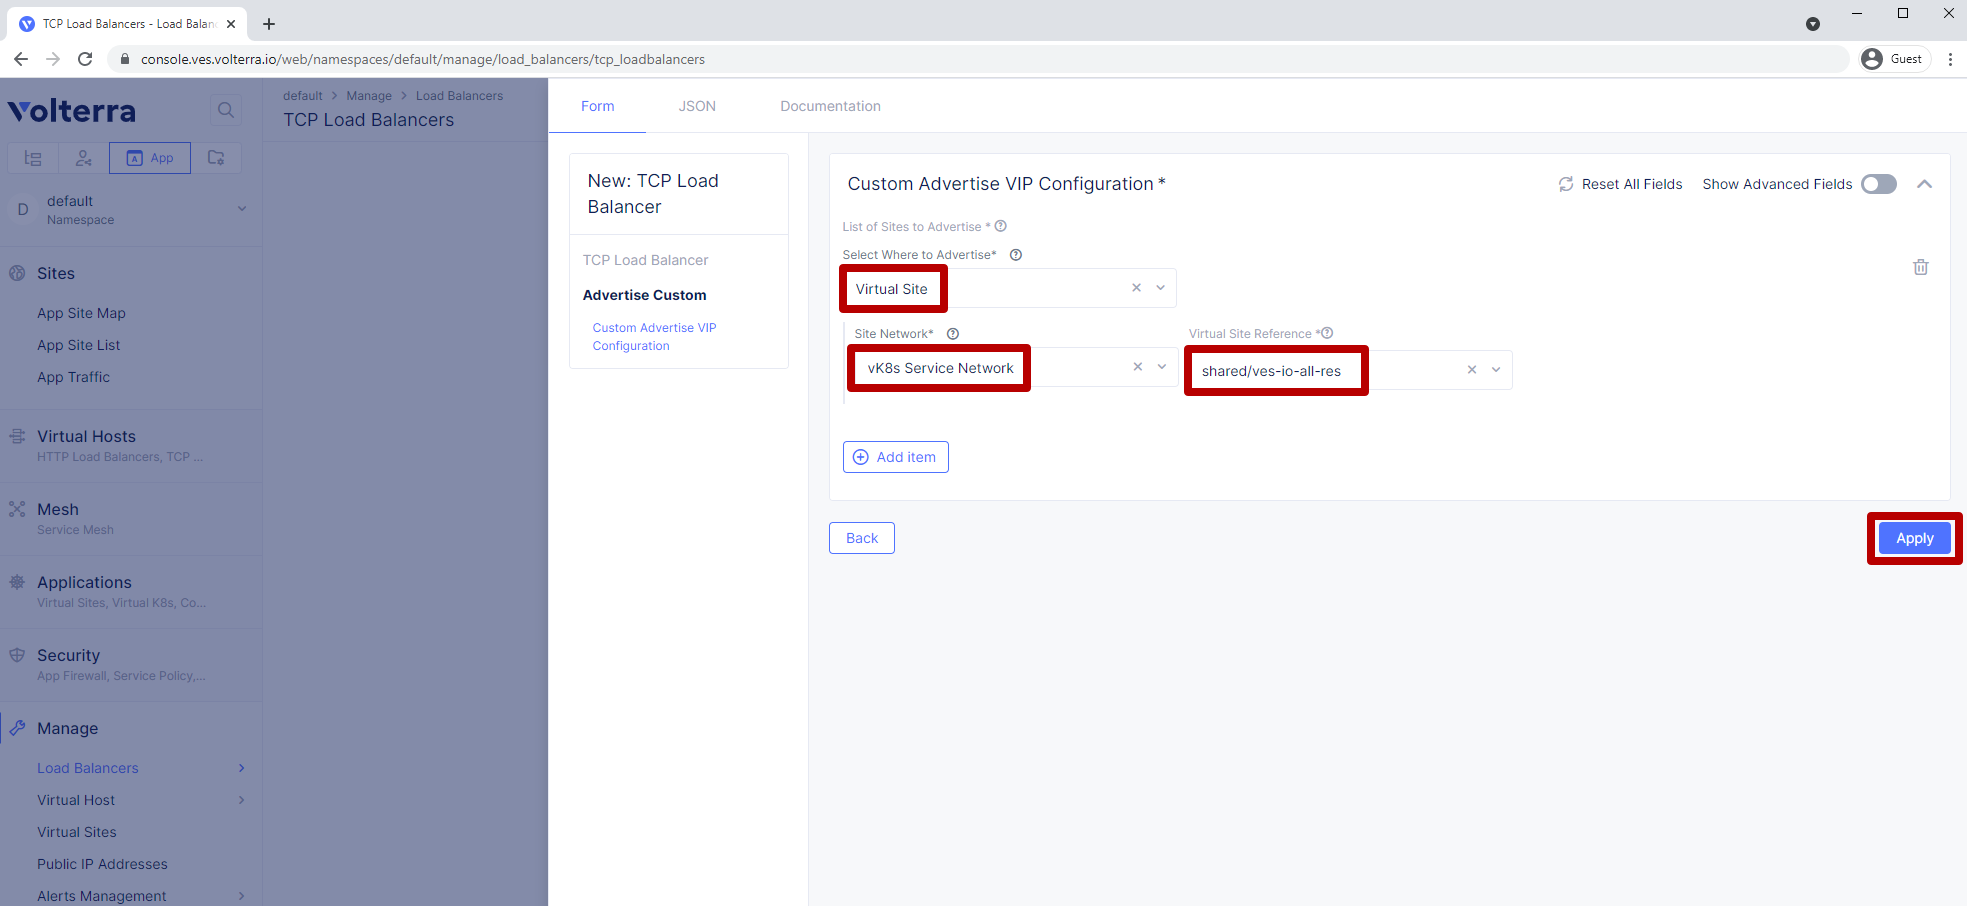 TCP Load Balancers - Load Balan
console.ves.volterra.io/web/namespaces/default/manage/load_balancers/tcp_loadbalancers
Guest
Volterra
App
D
default
Namespace
Sites
App Site Map
App Site List
App Traffic
Virtual Hosts
HTTP Load Balancers, TCP ...
Mesh
Service Mesh
Applications
Virtual Sites, Virtual K8s, Co...
Security
App Firewall, Service Policy,...
Manage
Load Balancers
Virtual Host
Virtual Sites
Public IP Addresses
Alerts Management
default > Manage > Load Balancers
TCP Load Balancers
Form JSON Documentation
New: TCP Load
Balancer
TCP Load Balancer
Advertise Custom
Custom Advertise VIP
Configuration
Custom Advertise VIP Configuration *
Reset All Fields
Show Advanced Fields
List of Sites to Advertise *
Select Where to Advertise*
Virtual Site
Site Network*
Virtual Site Reference *
vK8s Service Network
shared/ves-io-all-res
Add item
Back
Apply